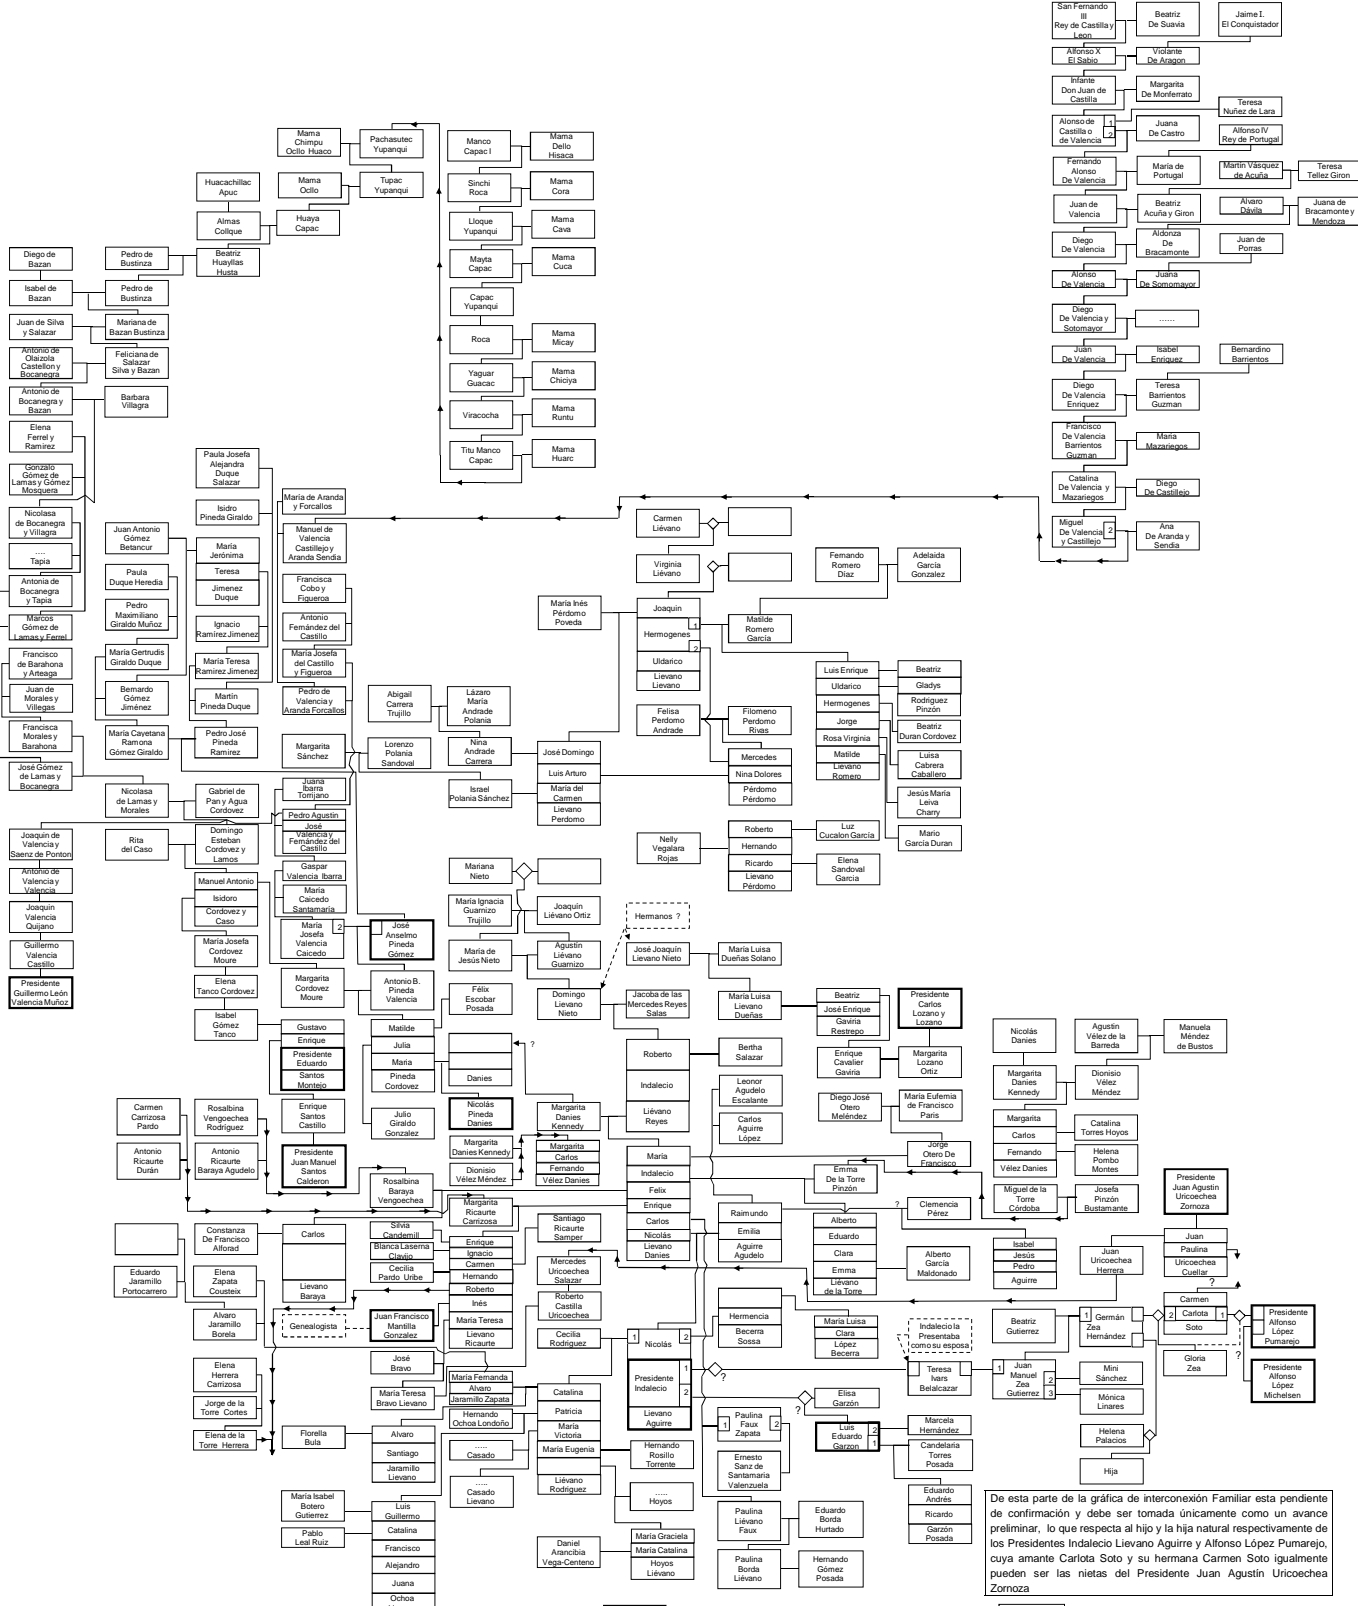 San Fernando
III
Rey de Castilla y
Leon
Beatriz
De Suavia
Jaime I.
El Conquistador
Alfonso X
El Sabio
Violante
De Aragon
Infante
Don Juan de
Castilla
Margarita
De Monferrato
Teresa
Nuñez de Lara
Alonso de
Castilla o
de Valencia
1
2
Juana
De Castro
Alfonso IV
Rey de Portugal
Fernando
Alonso
De Valencia
María de
Portugal
Martín Vásquez
de Acuña
Teresa
Tellez Giron
Juan de
Valencia
Beatriz
Acuña y Giron
Alvaro
Dávila
Juana de
Bracamonte y
Mendoza
Diego
De Valencia
Aldonza
De
Bracamonte
Juan de
Porras
Alonso
De Valencia
Juana
De Somomayor
Diego
De Valencia y
Sotomayor
......
Juan
De Valencia
Isabel
Enriquez
Bernardino
Barrientos
Diego
De Valencia
Enriquez
Teresa
Barrientos
Guzman
Francisco
De Valencia
Barrientos
Guzman
Maria
Mazariegos
Catalina
De Valencia y
Mazariegos
Diego
De Castillejo
Miguel
De Valencia
y Castillejo
2
Ana
De Aranda y
Sendia
Mama
Chimpu
Ocllo Huaco
Pachasutec
Yupanqui
Manco
Capac I
Mama
Dello
Hisaca
Huacachillac
Apuc
Mama
Ocllo
Tupac
Yupanqui
Sinchi
Roca
Mama
Cora
Almas
Collque
Huaya
Capac
Lloque
Yupanqui
Mama
Cava
Diego de
Bazan
Pedro de
Bustinza
Beatriz
Huayllas
Husta
Mayta
Capac
Mama
Cuca
Isabel de
Bazan
Pedro de
Bustinza
Capac
Yupanqui
Juan de Silva
y Salazar
Mariana de
Bazan Bustinza
Roca
Mama
Micay
Antonio de
Olaizola
Castellon y
Bocanegra
Feliciana de
Salazar
Silva y Bazan
Yaguar
Guacac
Mama
Chiciya
Antonio de
Bocanegra y
Bazan
Barbara
Villagra
Viracocha
Mama
Runtu
Elena
Ferrel y
Ramirez
Titu Manco
Capac
Mama
Huarc
Gonzalo
Gómez de
Lamas y Gómez
Mosquera
Paula Josefa
Alejandra
Duque
Salazar
María de Aranda
y Forcallos
Nicolasa
de Bocanegra
y Villagra
Isidro
Pineda Giraldo
Juan Antonio
Gómez
Betancur
Manuel de
Valencia
Castillejo y
Aranda Sendia
....
Tapia
María
Jerónima
Teresa
Jimenez
Duque
Paula
Duque Heredia
Antonia de
Bocanegra
y Tapia
Francisca
Cobo y
Figueroa
Pedro
Maximiliano
Giraldo Muñoz
Marcos
Gómez de
Lamas y Ferrel
Ignacio
Ramírez Jimenez
Antonio
Fernández del
Castillo
Francisco
de Barahona
y Arteaga
María Gertrudis
Giraldo Duque
María Teresa
Ramirez Jimenez
María Josefa
del Castillo
y Figueroa
Juan de
Morales y
Villegas
Bernardo
Gómez
Jiménez
Martín
Pineda Duque
Pedro de
Valencia y
Aranda Forcallos
Francisca
Morales y
Barahona
María Cayetana
Ramona
Gómez Giraldo
Pedro José
Pineda
Ramirez
José Gómez
de Lamas y
Bocanegra
Nicolasa
de Lamas y
Morales
Gabriel de
Pan y Agua
Cordovez
Juana
Ibarra
Torrijano
Margarita
Sánchez
Lorenzo
Polania
Sandoval
Abigail
Carrera
Trujillo
Lázaro
María
Andrade
Polania
Nina
Andrade
Carrera
Israel
Polania Sánchez
Carmen
Liévano
Virginia
Liévano
Fernando
Romero
Díaz
Adelaida
García
Gonzalez
María Inés
Pérdomo
Poveda
Joaquin
Hermogenes
1
2
Uldarico
Lievano
Lievano
Matilde
Romero
García
Felisa
Perdomo
Andrade
Filomeno
Perdomo
Rivas
José Domingo
Luis Arturo
María del
Carmen
Lievano
Perdomo
Mercedes
Nina Dolores
Pérdomo
Pérdomo
Luis Enrique
Uldarico
Hermogenes
Jorge
Rosa Virginia
Matilde
Lievano
Romero
Beatriz
Gladys
Rodriguez
Pinzón
Beatriz
Duran Cordovez
Luisa
Cabrera
Caballero
Jesús María
Leiva
Charry
Mario
García Duran
Nelly
Vegalara
Rojas
Roberto
Hernando
Ricardo
Lievano
Pérdomo
Luz
Cucalon García
Elena
Sandoval
Garcia
Joaquin de
Valencia y
Saenz de Ponton
Rita
del Caso
Domingo
Esteban
Cordovez y
Lamos
Pedro Agustin
José
Valencia y
Fernández del
Castillo
Antonio de
Valencia y
Valencia
Manuel Antonio
Isidoro
Cordovez y
Caso
Gaspar
Valencia Ibarra
María
Caicedo
Santamaría
Joaquin
Valencia
Quijano
María
Josefa
Valencia
Caicedo
2
José
Anselmo
Pineda
Gómez
Guillermo
Valencia
Castillo
María Josefa
Cordovez
Moure
Presidente
Guillermo León
Valencia Muñoz
Elena
Tanco Cordovez
Margarita
Cordovez
Moure
Antonio B.
Pineda
Valencia
Félix
Escobar
Posada
Mariana
Nieto
María Ignacia
Guarnizo
Trujillo
Joaquín
Liévano Ortiz
María de
Jesús Nieto
Agustín
Liévano
Guarnizo
Hermanos ?
José Joaquín
Lievano Nieto
María Luisa
Dueñas Solano
Domingo
Lievano
Nieto
Jacoba de las
Mercedes Reyes
Salas
María Luisa
Lievano
Dueñas
Beatriz
José Enrique
Gaviria
Restrepo
Presidente
Carlos
Lozano y
Lozano
Enrique
Cavalier
Gaviria
Margarita
Lozano
Ortiz
Isabel
Gómez
Tanco
Gustavo
Enrique
Presidente
Eduardo
Santos
Montejo
Matilde
Julia
Maria
Pineda
Cordovez
?
Danies
Nicolás
Pineda
Danies
Roberto
Indalecio
Liévano
Reyes
Bertha
Salazar
Leonor
Agudelo
Escalante
Carlos
Aguirre
López
Nicolás
Danies
Agustin
Vélez de la
Barreda
Manuela
Méndez
de Bustos
Margarita
Danies
Kennedy
Dionisio
Vélez
Méndez
Diego José
Otero
Meléndez
María Eufemia
de Francisco
Paris
Margarita
Carlos
Fernando
Vélez Danies
Catalina
Torres Hoyos
Helena
Pombo
Montes
Carmen
Carrizosa
Pardo
Rosalbina
Vengoechea
Rodríguez
Enrique
Santos
Castillo
Julio
Giraldo
Gonzalez
Margarita
Danies
Kennedy
Antonio
Ricaurte
Durán
Antonio
Ricaurte
Baraya Agudelo
Presidente
Juan Manuel
Santos
Calderon
Margarita
Danies Kennedy
Dionisio
Vélez Méndez
Margarita
Carlos
Fernando
Vélez Danies
Rosalbina
Baraya
Vengoechea
María
Indalecio
Felix
Enrique
Carlos
Nicolás
Lievano
Danies
Jorge
Otero De
Francisco
Emma
De la Torre
Pinzón
Miguel de la
Torre
Córdoba
Josefa
Pinzón
Bustamante
Presidente
Juan Agustin
Uricoechea
Zornoza
?
Clemencia
Pérez
Raimundo
Emilia
Aguirre
Agudelo
Alberto
Eduardo
Clara
Emma
Liévano
de la Torre
Alberto
García
Maldonado
Isabel
Jesús
Pedro
Aguirre
Juan
Uricoechea
Herrera
Juan
Paulina
Uricoechea
Cuellar
?
Margarita
Ricaurte
Carrizosa
Constanza
De Francisco
Alforad
Carlos
Lievano
Baraya
Silvia
Candemill
Blanca Laserna
Clavijo
Cecilia
Pardo Uribe
Enrique
Ignacio
Carmen
Hernando
Roberto
Inés
María Teresa
Lievano
Ricaurte
Santiago
Ricaurte
Samper
Mercedes
Uricoechea
Salazar
Roberto
Castilla
Uricoechea
Eduardo
Jaramillo
Portocarrero
Elena
Zapata
Cousteix
Alvaro
Jaramillo
Borela
Genealogista
Juan Francisco
Mantilla
Gonzalez
José
Bravo
María Teresa
Bravo Lievano
María Fernanda
Alvaro
Jaramillo Zapata
Hernando
Ochoa Londoño
Cecilia
Rodriguez
1
Nicolás
2
Presidente
Indalecio
1
2
Lievano
Aguirre
?
Hermencia
Becerra
Sossa
María Luisa
Clara
López
Becerra
Indalecio la
Presentaba
como su esposa
Teresa
Ivars
Belalcazar
Beatriz
Gutierrez
1
Germán
Zea
Hernández
2
Carmen
Carlota
1
Soto
Presidente
Alfonso
López
Pumarejo
?
Gloria
Zea
Presidente
Alfonso
López
Michelsen
1
Juan
Manuel
Zea
Gutierrez
2
3
Mini
Sánchez
Mónica
Linares
Helena
Palacios
Hija
Elena
Herrera
Carrizosa
Jorge de la
Torre Cortes
Elena de la
Torre Herrera
Florella
Bula
Alvaro
Santiago
Jaramillo
Lievano
Catalina
Patricia
María
Victoria
María Eugenia
Liévano
Rodriguez
.....
Casado
.....
Casado
Lievano
Hernando
Rosillo
Torrente
.....
Hoyos
María Graciela
María Catalina
Hoyos
Liévano
Daniel
Arancibia
Vega-Centeno
1
Paulina
Faux
Zapata
2
Ernesto
Sanz de
Santamaria
Valenzuela
Elisa
Garzón
?
Luis
Eduardo
Garzon
2
1
Marcela
Hernández
Candelaria
Torres
Posada
Eduardo
Andrés
Ricardo
Garzón
Posada
Paulina
Liévano
Faux
Eduardo
Borda
Hurtado
Paulina
Borda
Liévano
Hernando
Gómez
Posada
María Isabel
Botero
Gutierrez
Pablo
Leal Ruiz
Luis
Guillermo
Catalina
Francisco
Alejandro
Juana
Ochoa
De esta parte de la gráfica de interconexión Familiar esta pendiente
de confirmación y debe ser tomada únicamente como un avance
preliminar, lo que respecta al hijo y la hija natural respectivamente de
los Presidentes Indalecio Lievano Aguirre y Alfonso López Pumarejo,
cuya amante Carlota Soto y su hermana Carmen Soto igualmente
pueden ser las nietas del Presidente Juan Agustín Uricoechea
Zornoza